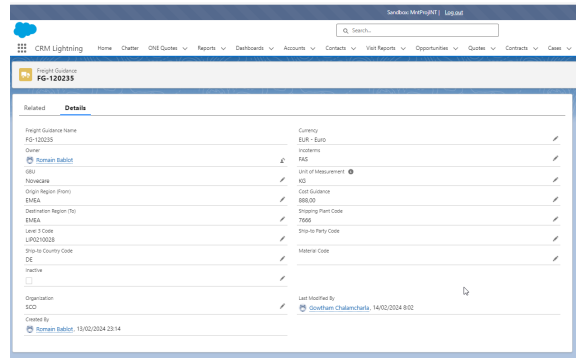 Sandbox: MntProjINT | Log out
Search...
CRM Lightning Home Chatter ONE Quotes Reports Dashboards Accounts Contacts Visit Reports Opportunities Quotes Contracts Cases
Freight Guidance
FG-120235
Related Details
Freight Guidance Name
FG-120235
Owner
Romain Bablot
GBU
Novecare
Origin Region (From)
EMEA
Destination Region (To)
EMEA
Level 3 Code
LIP0210028
Ship-to Country Code
DE
Inactive
Organization
SCO
Created By
Romain Bablot, 13/02/2024 23:14
Currency
EUR - Euro
Incoterms
FAS
Unit of Measurement
KG
Cost Guidance
888,00
Shipping Plant Code
7666
Ship-to Party Code
Material Code
Last Modified By
Gowthem Chalamcharla, 14/02/2024 8:02